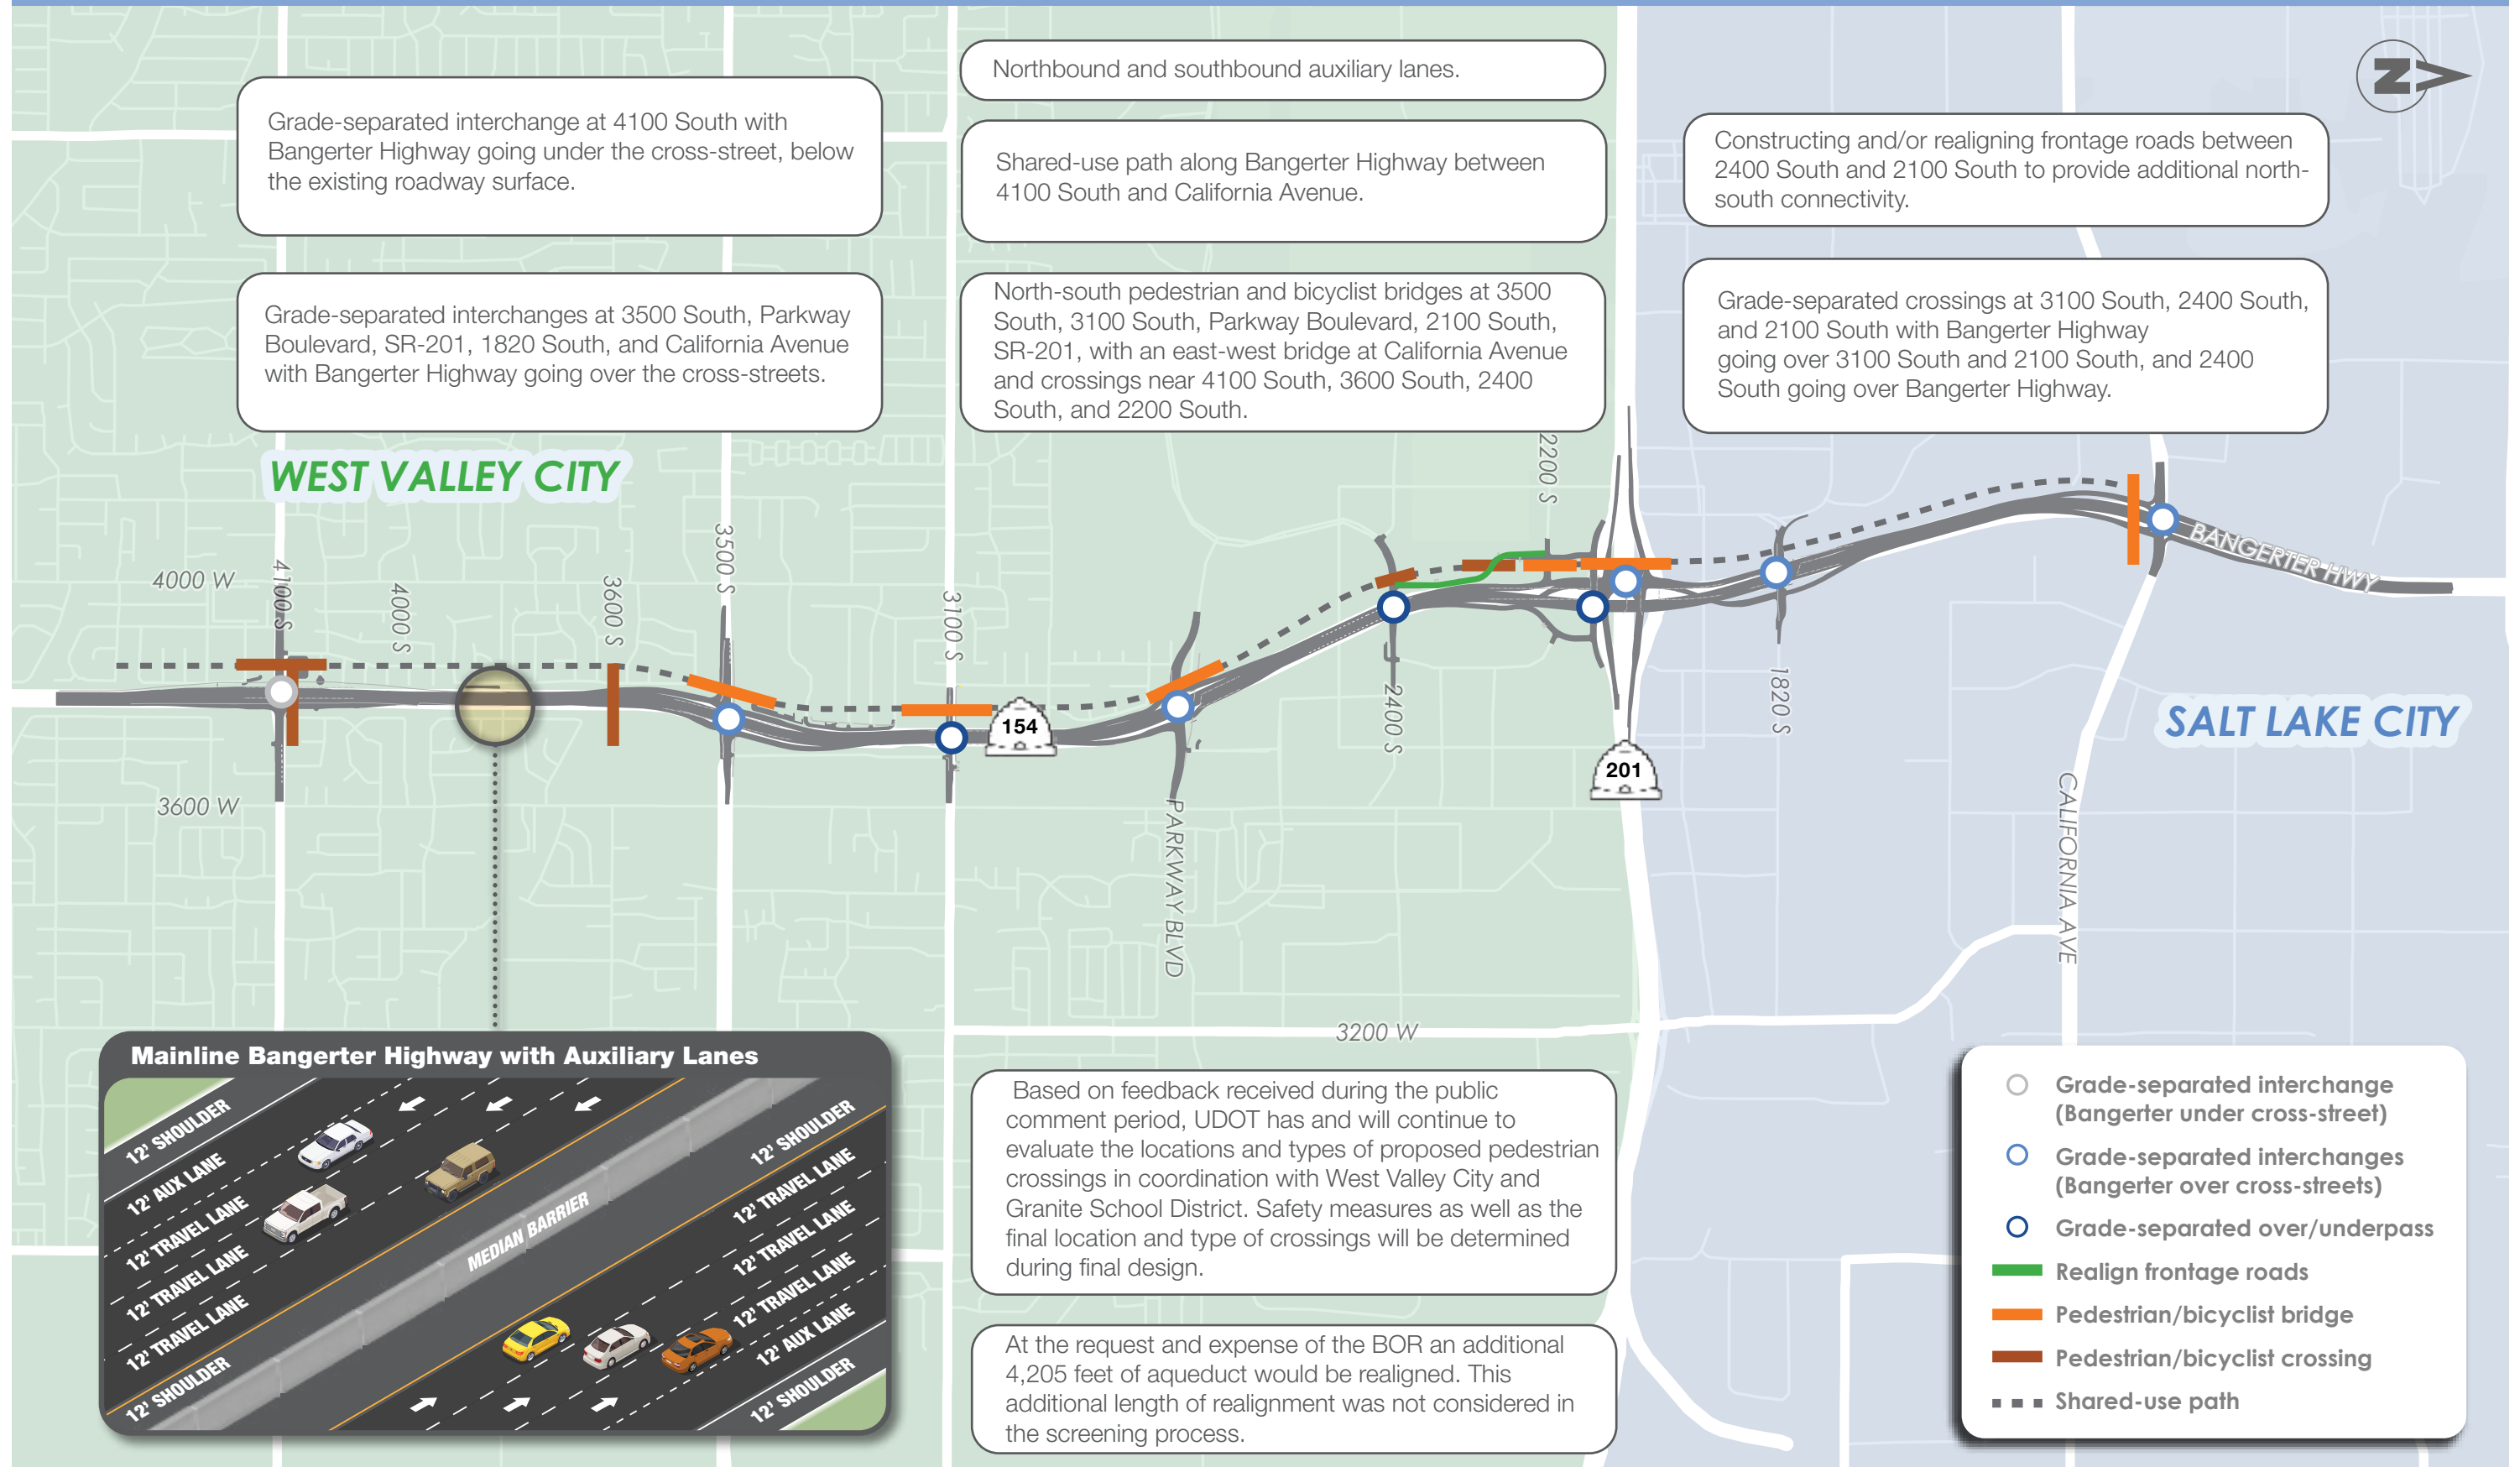 Northbound and southbound auxiliary lanes.
N
Grade-separated interchange at 4100 South with
Bangerter Highway going under the cross-street, below
the existing roadway surface.
Shared-use path along Bangerter Highway between
4100 South and California Avenue.
Constructing and/or realigning frontage roads between
2400 South and 2100 South to provide additional north-
south connectivity.
Grade-separated interchanges at 3500 South, Parkway
Boulevard, SR-201, 1820 South, and California Avenue
with Bangerter Highway going over the cross-streets.
North-south pedestrian and bicyclist bridges at 3500
South, 3100 South, Parkway Boulevard, 2100 South,
SR-201, with an east-west bridge at California Avenue
and crossings near 4100 South, 3600 South, 2400
South, and 2200 South.
Grade-separated crossings at 3100 South, 2400 South,
and 2100 South with Bangerter Highway
going over 3100 South and 2100 South, and 2400
South going over Bangerter Highway.
WEST VALLEY CITY
2200 S
4000 W
4100 S
4000 S
3600 S
3500 S
3100 S
BANGERTER HWY
154
2400 S
1820 S
SALT LAKE CITY
201
3600 W
PARKWAY BLVD
CALIFORNIA AVE
3200 W
Mainline Bangerter Highway with Auxiliary Lanes
12' SHOULDER
12' AUX LANE
12' TRAVEL LANE
12' TRAVEL LANE
12' TRAVEL LANE
12' SHOULDER
MEDIAN BARRIER
12' SHOULDER
12' TRAVEL LANE
12' TRAVEL LANE
12' TRAVEL LANE
12' AUX LANE
12' SHOULDER
Based on feedback received during the public
comment period, UDOT has and will continue to
evaluate the locations and types of proposed pedestrian
crossings in coordination with West Valley City and
Granite School District. Safety measures as well as the
final location and type of crossings will be determined
during final design.
At the request and expense of the BOR an additional
4,205 feet of aqueduct would be realigned. This
additional length of realignment was not considered in
the screening process.
Grade-separated interchange
(Bangerter under cross-street)
Grade-separated interchanges
(Bangerter over cross-streets)
Grade-separated over/underpass
Realign frontage roads
Pedestrian/bicyclist bridge
Pedestrian/bicyclist crossing
Shared-use path